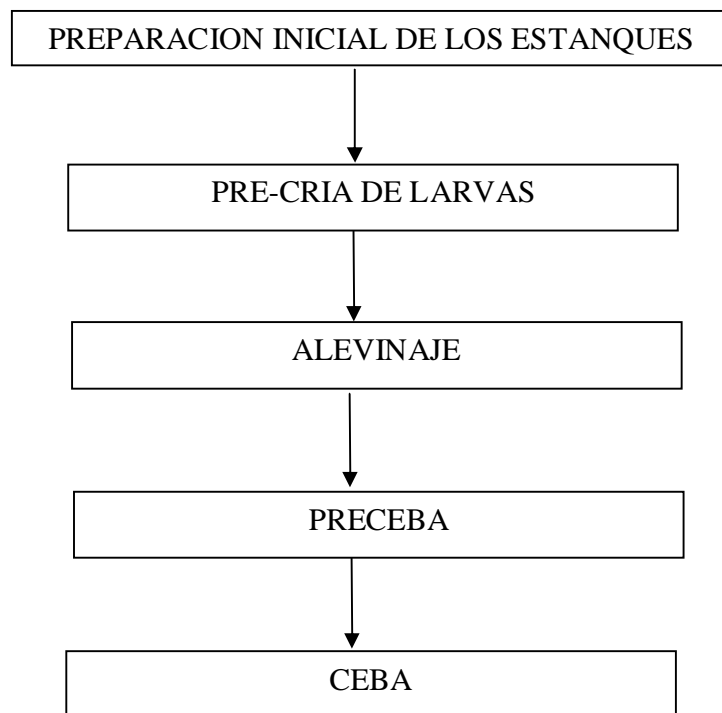 PREPARACION INICIAL DE LOS ESTANQUES
PRE-CRIA DE LARVAS
ALEVINAJE
PRECEBA
CEBA